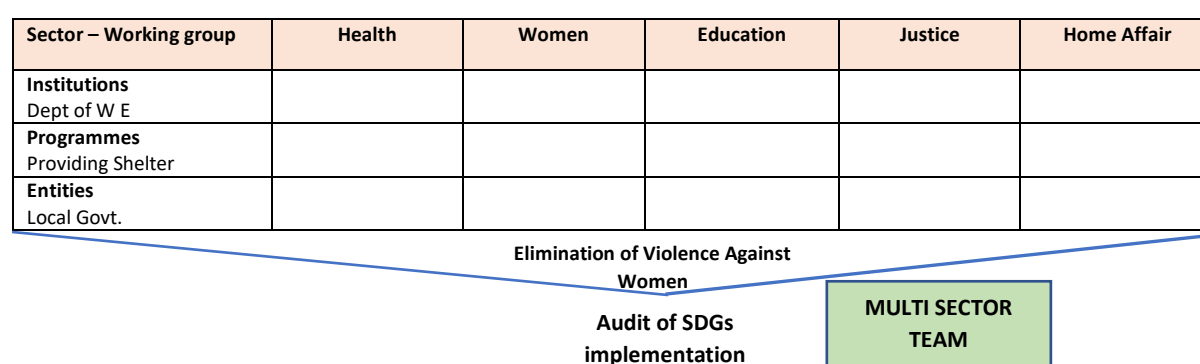 Sector – Working group Health Women Education Justice Home Affair
Institutions
Dept of W E
Programmes
Providing Shelter
Entities
Local Govt.
Elimination of Violence Against
Women
Audit of SDGs
implementation
MULTI SECTOR
TEAM